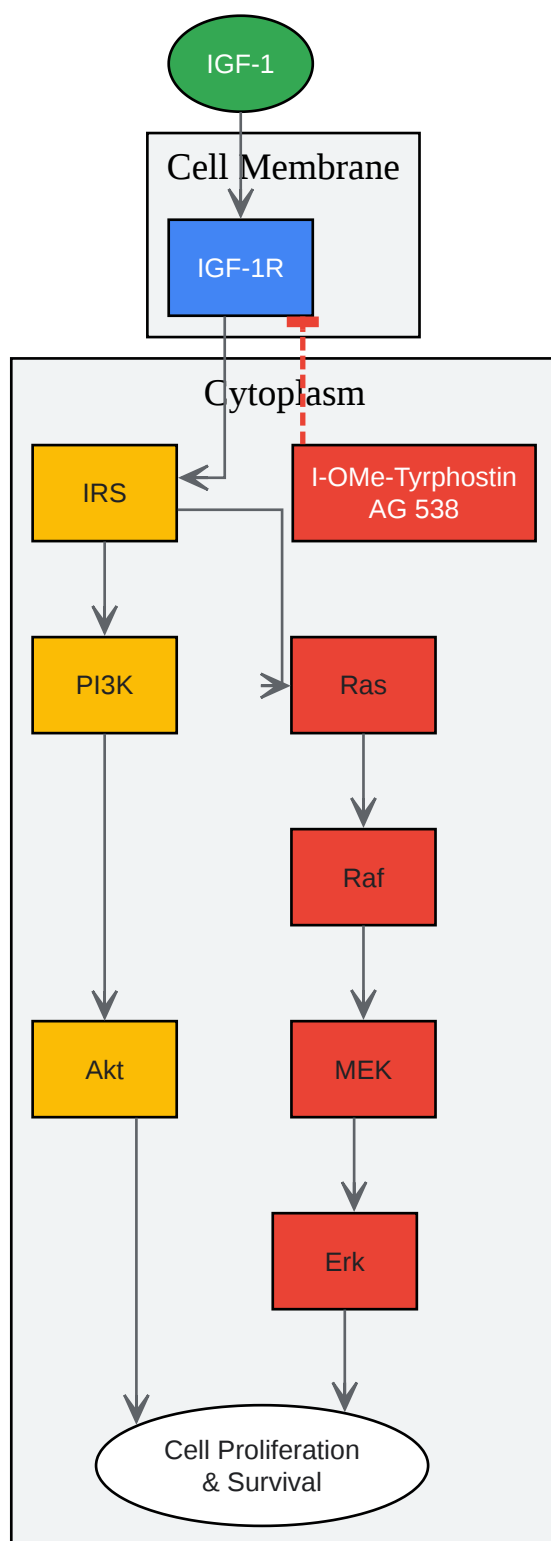 IGF-1
Cell Membrane
IGF-1R
Cytoplasm
IRS
I-OMe-Tyrphostin
AG 538
PI3K
Ras
Raf
Akt
MEK
Erk
Cell Proliferation
& Survival